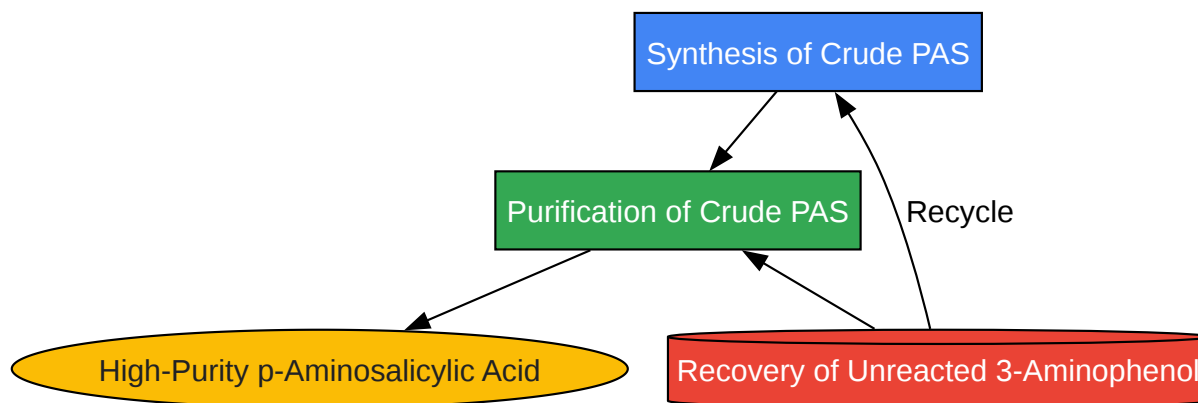 Synthesis of Crude PAS
Purification of Crude PAS
Recycle
High-Purity p-Aminosalicylic Acid
Recovery of Unreacted 3-Aminophenol